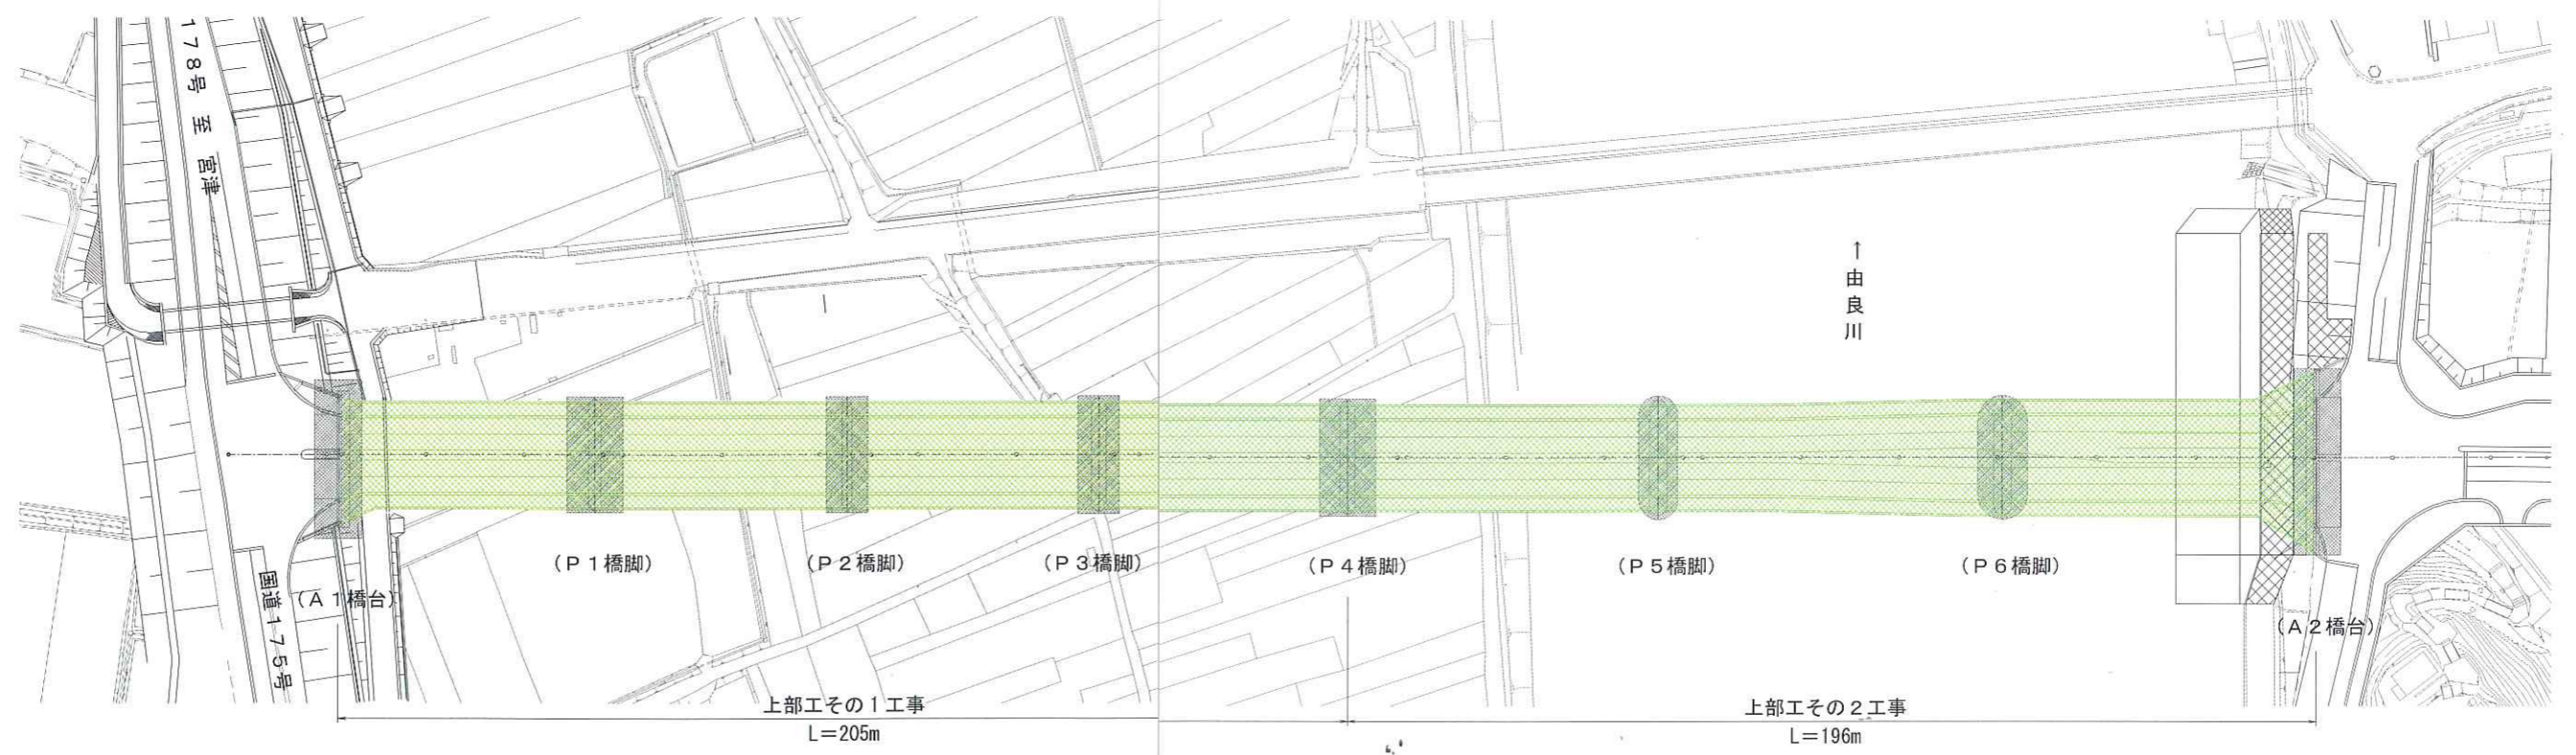 178号 至 宮津
↑由良川
(P1橋脚)
(P2橋脚)
(P3橋脚)
(P4橋脚)
(P5橋脚)
(P6橋脚)
国道175号
(A1橋台)
(A2橋台)
上部工その1工事
L=205m
上部工その2工事
L=196m